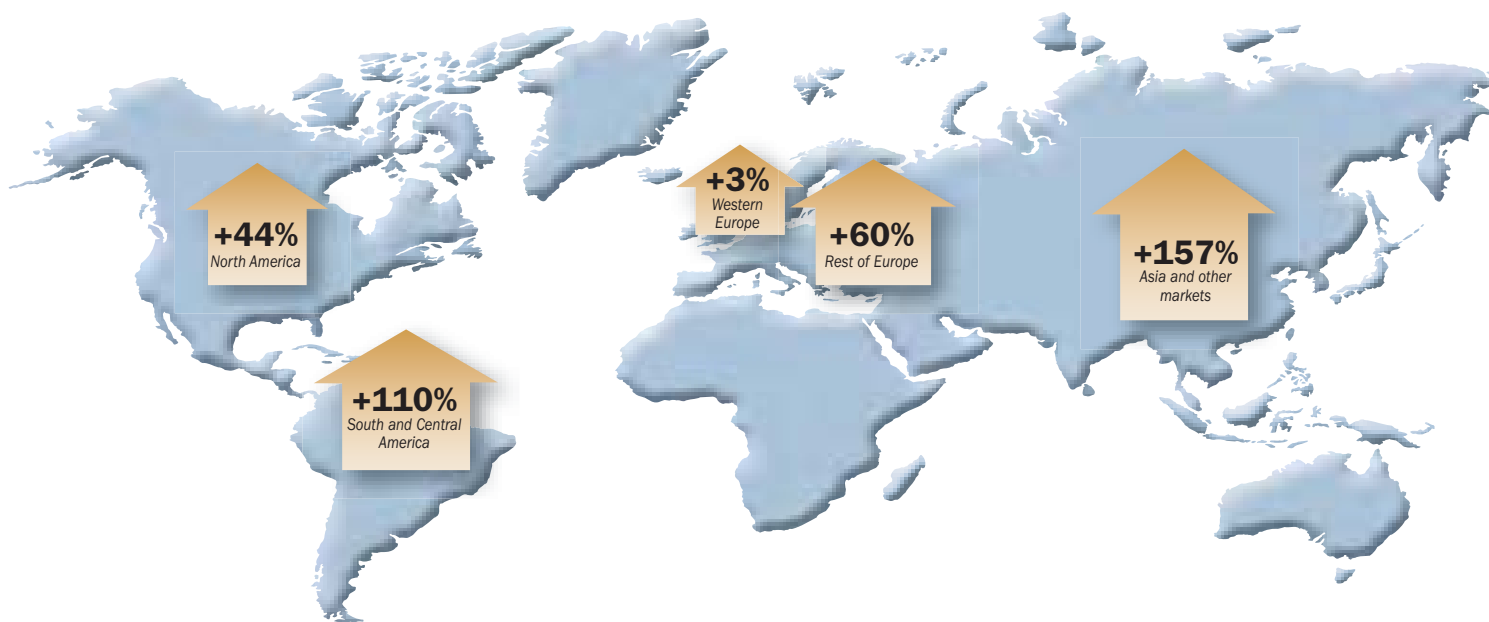 +3%
Western
Europe
+44%
North America
+60%
Rest of Europe
+157%
Asia and other
markets
+110%
South and Central
America